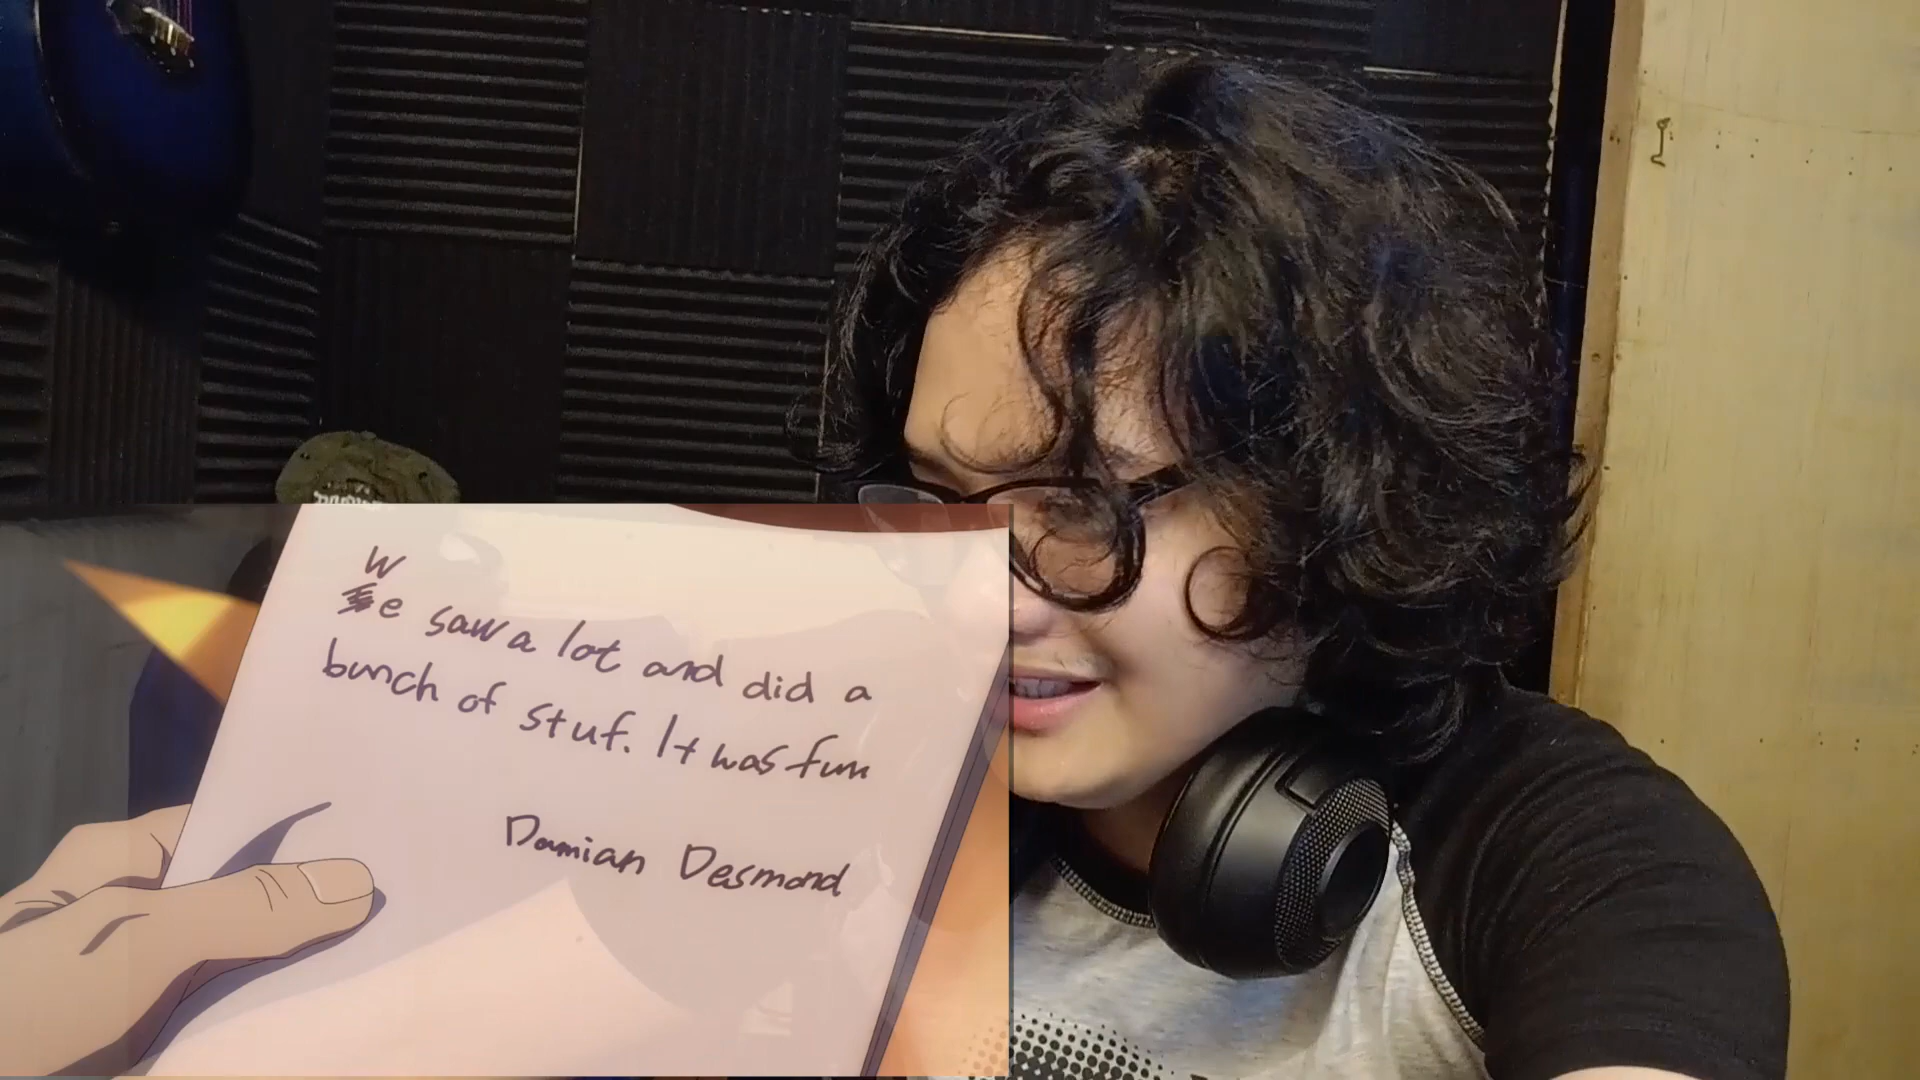 W
e saw a lot and did a
bunch of stuf. It was fun
Damian Desmond